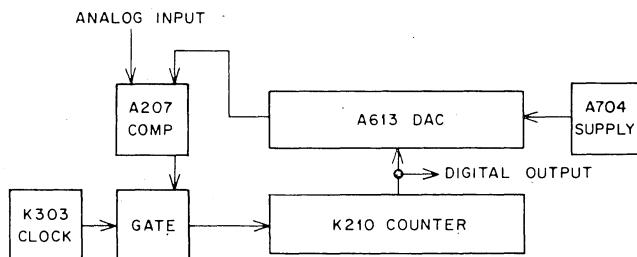 ANALOG INPUT
A207
COMP
A613 DAC
A704
SUPPLY
DIGITAL OUTPUT
K303
CLOCK
GATE
K210 COUNTER